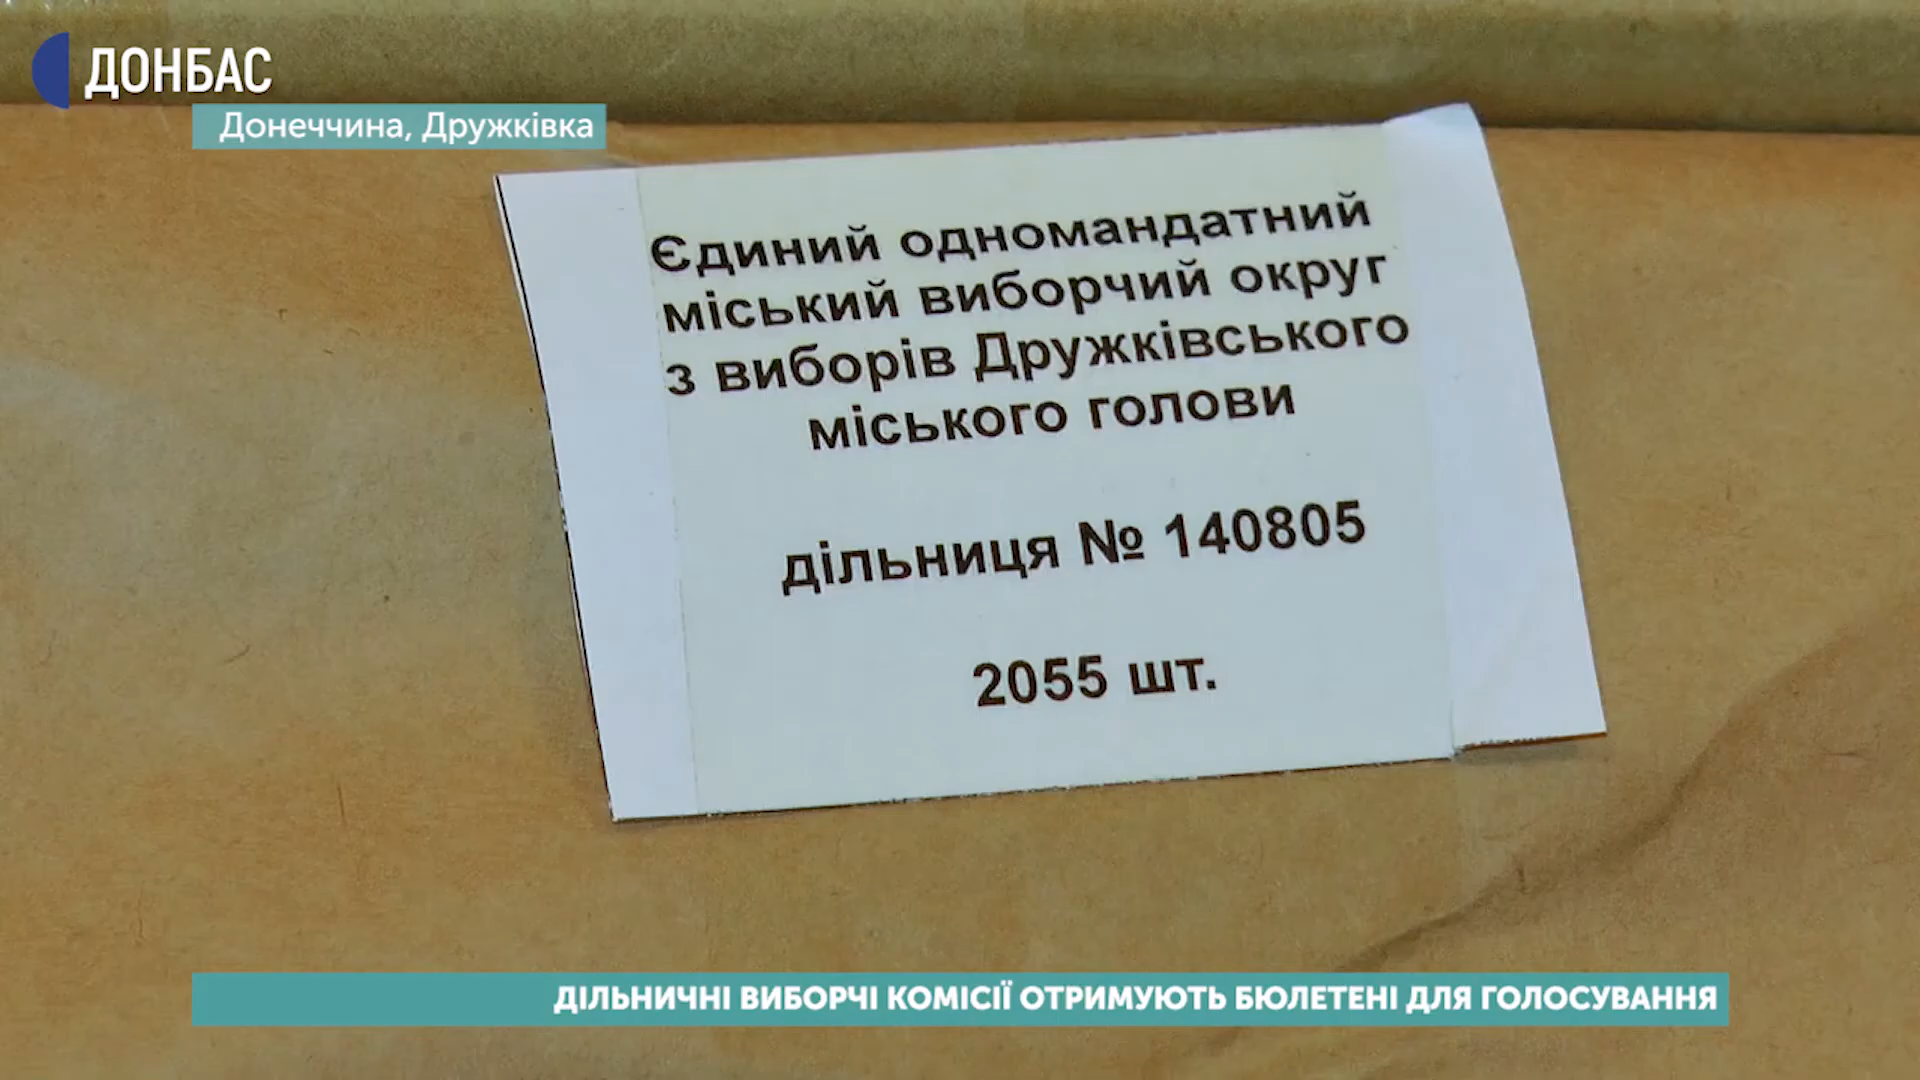 ДОНБАС
Донеччина, Дружківка
Єдиний одномандатний
міський виборчий округ
з виборів Дружківського
міського голови
дільниця № 140805
2055 шт.
ДІЛЬНИЧНІ ВИБОРЧІ КОМІСІЇ ОТРИМУЮТЬ БЮЛЕТЕНІ ДЛЯ ГОЛОСУВАННЯ